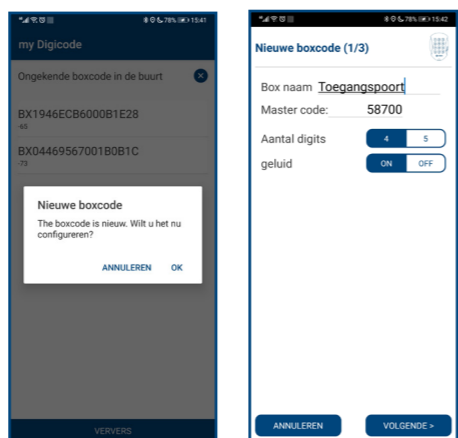 78% 15:41
my Digicode
Ongekende boxcode in de buurt
BX1946ECB6000B1E28
-65
BX04469567001B0B1C
-73
Nieuwe boxcode
The boxcode is nieuw. Wilt u het nu
configureren?
ANNULEREN OK
VERVERS
78% 15:42
Nieuwe boxcode (1/3)
Box naam Toegangspoort
Master code: 58700
Aantal digits 4 5
geluid ON OFF
ANNULEREN VOLGENDE >